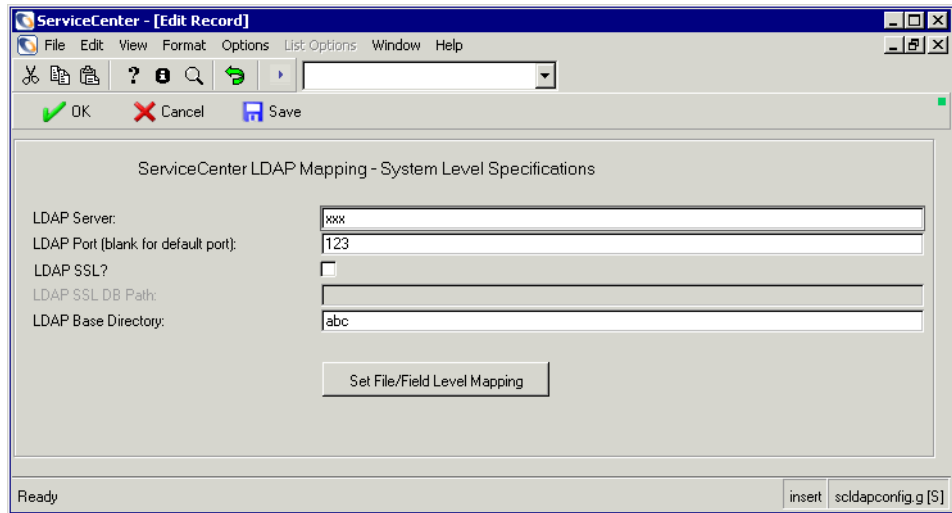 ServiceCenter - [Edit Record]
File Edit View Format Options List Options Window Help
OK Cancel Save
ServiceCenter LDAP Mapping - System Level Specifications
LDAP Server: xxx
LDAP Port (blank for default port): 123
LDAP SSL?
LDAP SSL DB Path:
LDAP Base Directory: abc
Set File/Field Level Mapping
Ready insert scldapconfig.g [S]